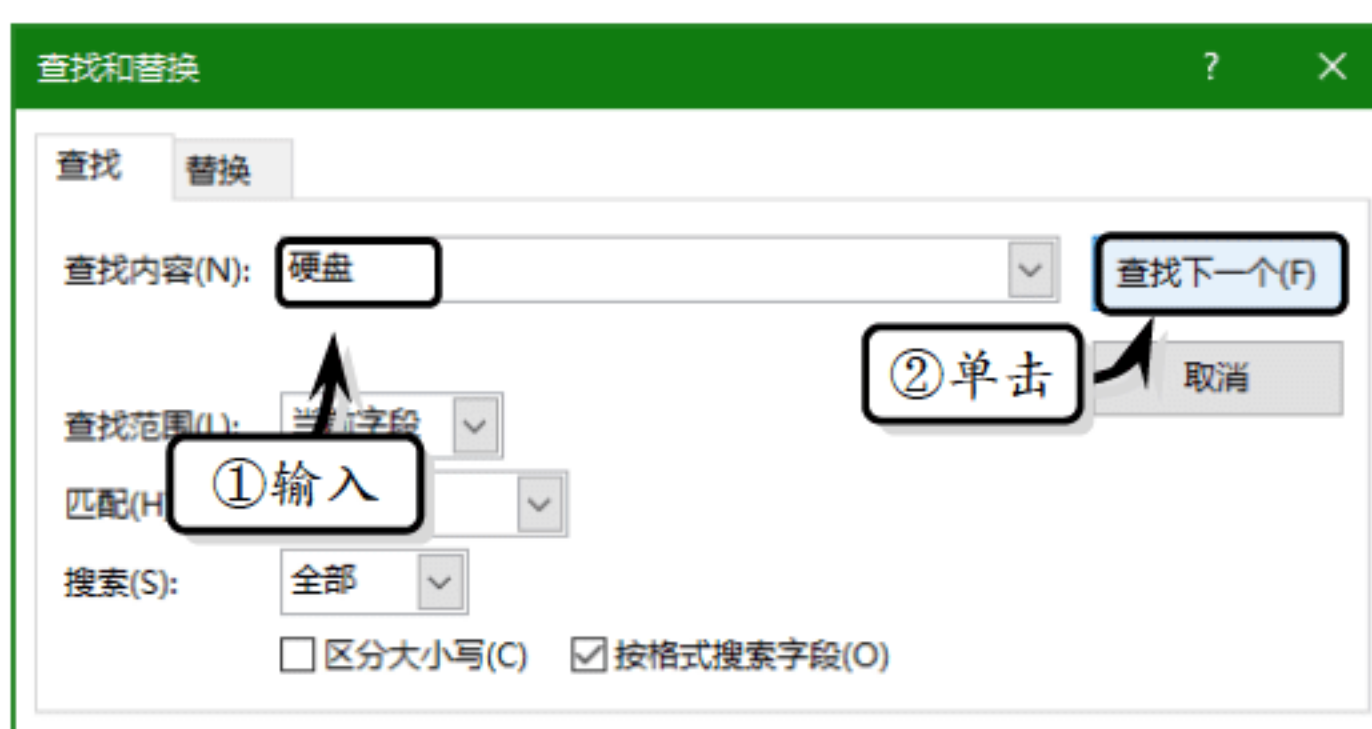 查找和替换
查找 替换
查找内容(N): 硬盘 查找下一个(F)
②单击 取消
查找范围(L): 字段
①输入
匹配(H
搜索(S): 全部
区分大小写(C) 按格式搜索字段(O)